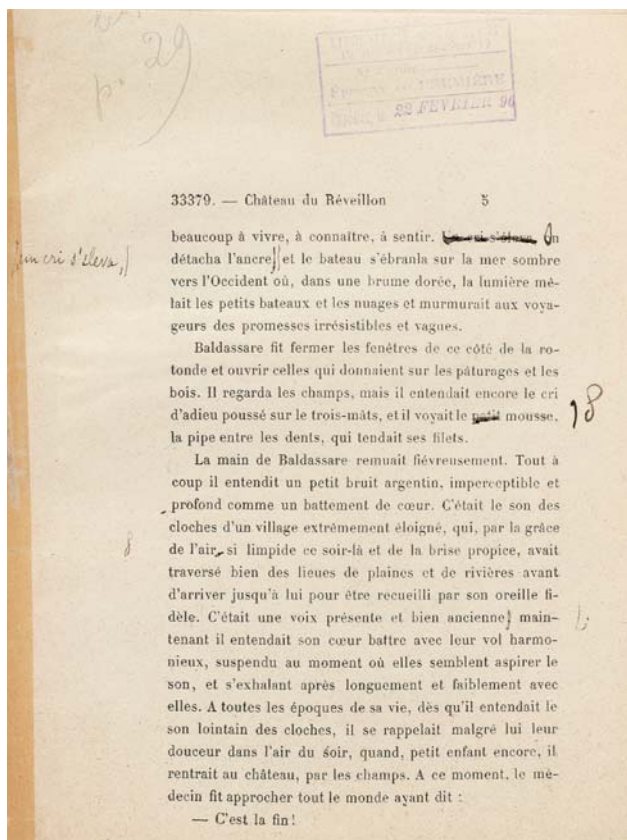 p. 29
22 FEVRIER 96
33379. — Château du Réveillon 5
beaucoup à vivre, à connaître, à sentir. Un cri s'éleva. On
un cri s'éleva,
détacha l'ancre, et le bateau s'ébranla sur la mer sombre
vers l'Occident où, dans une brume dorée, la lumière mê-
lait les petits bateaux et les nuages et murmurait aux voya-
geurs des promesses irrésistibles et vagues.
Baldassare fit fermer les fenêtres de ce côté de la ro-
tonde et ouvrir celles qui donnaient sur les pâturages et les
bois. Il regarda les champs, mais il entendait encore le cri
d'adieu poussé sur le trois-mâts, et il voyait le petit mousse,
la pipe entre les dents, qui tendait ses filets.
La main de Baldassare remuait fiévreusement. Tout à
coup il entendit un petit bruit argentin, imperceptible et
profond comme un battement de cœur. C'était le son des
cloches d'un village extrêmement éloigné, qui, par la grâce
de l'air, si limpide ce soir-là et de la brise propice, avait
traversé bien des lieues de plaines et de rivières avant
d'arriver jusqu'à lui pour être recueilli par son oreille fi-
dèle. C'était une voix présente et bien ancienne; main-
tenant il entendait son cœur battre avec leur vol harmo-
nieux, suspendu au moment où elles semblent aspirer le
son, et s'exhalant après longuement et faiblement avec
elles. A toutes les époques de sa vie, dès qu'il entendait le
son lointain des cloches, il se rappelait malgré lui leur
douceur dans l'air du soir, quand, petit enfant encore, il
rentrait au château, par les champs. A ce moment, le mé-
decin fit approcher tout le monde ayant dit :
— C'est la fin!